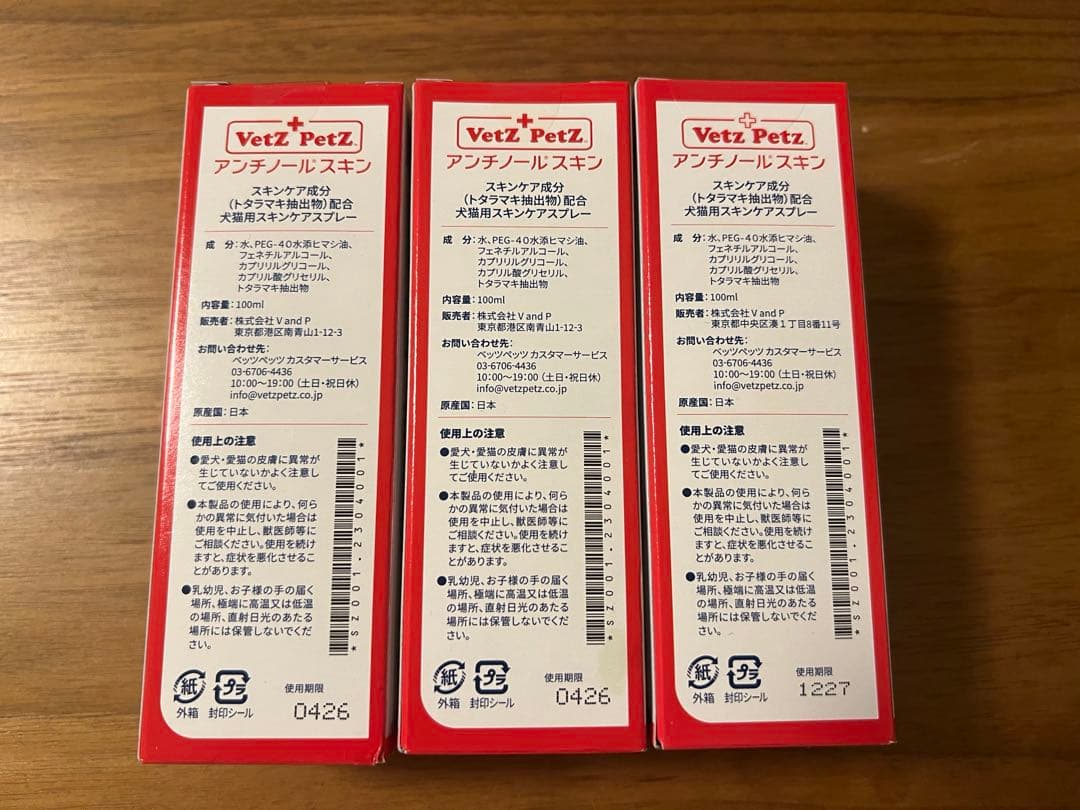 VetZ PetZ
アンチノール®スキン
スキンケア成分
（トタラマキ抽出物）配合
犬猫用スキンケアスプレー
成 分：水、PEG-40水添ヒマシ油、
フェネチルアルコール、
カプリリルグリコール、
カプリル酸グリセリル、
トタラマキ抽出物
内容量：100ml
販売者：株式会社 V and P
東京都港区南青山1-12-3
お問い合わせ先：
ベッツペッツ カスタマーサービス
03-6706-4436
10：00〜19：00（土日・祝日休）
info@vetzpetz.co.jp
原産国：日本
使用上の注意
●愛犬・愛猫の皮膚に異常が
生じていないかよく注意し
てご使用ください。
●本製品の使用により、何ら
かの異常に気付いた場合は
使用を中止し、獣医師等に
ご相談ください。使用を続け
ますと、症状を悪化させるこ
とがあります。
●乳幼児、お子様の手の届く
場所、極端に高温又は低温
の場所、直射日光のあたる
場所には保管しないでくだ
さい。
*SZ001.2304001*
紙
外箱
プラ
封印シール
使用期限
0426
VetZ PetZ
アンチノール®スキン
スキンケア成分
（トタラマキ抽出物）配合
犬猫用スキンケアスプレー
成 分：水、PEG-40水添ヒマシ油、
フェネチルアルコール、
カプリリルグリコール、
カプリル酸グリセリル、
トタラマキ抽出物
内容量：100ml
販売者：株式会社 V and P
東京都港区南青山1-12-3
お問い合わせ先：
ベッツペッツ カスタマーサービス
03-6706-4436
10：00〜19：00（土日・祝日休）
info@vetzpetz.co.jp
原産国：日本
使用上の注意
●愛犬・愛猫の皮膚に異常が
生じていないかよく注意し
てご使用ください。
●本製品の使用により、何ら
かの異常に気付いた場合は
使用を中止し、獣医師等に
ご相談ください。使用を続け
ますと、症状を悪化させるこ
とがあります。
●乳幼児、お子様の手の届く
場所、極端に高温又は低温
の場所、直射日光のあたる
場所には保管しないでくだ
さい。
*SZ001.2304001*
紙
外箱
プラ
封印シール
使用期限
0426
VetZ PetZ
アンチノール®スキン
スキンケア成分
（トタラマキ抽出物）配合
犬猫用スキンケアスプレー
成 分：水、PEG-40水添ヒマシ油、
フェネチルアルコール、
カプリリルグリコール、
カプリル酸グリセリル、
トタラマキ抽出物
内容量：100ml
販売者：株式会社 V and P
東京都中央区湊１丁目8番11号
お問い合わせ先：
ベッツペッツ カスタマーサービス
03-6706-4436
10：00〜19：00（土日・祝日休）
info@vetzpetz.co.jp
原産国：日本
使用上の注意
●愛犬・愛猫の皮膚に異常が
生じていないかよく注意し
てご使用ください。
●本製品の使用により、何ら
かの異常に気付いた場合は
使用を中止し、獣医師等に
ご相談ください。使用を続け
ますと、症状を悪化させるこ
とがあります。
●乳幼児、お子様の手の届く
場所、極端に高温又は低温
の場所、直射日光のあたる
場所には保管しないでくだ
さい。
*SZ001.2304001*
紙
外箱
プラ
封印シール
使用期限
1227